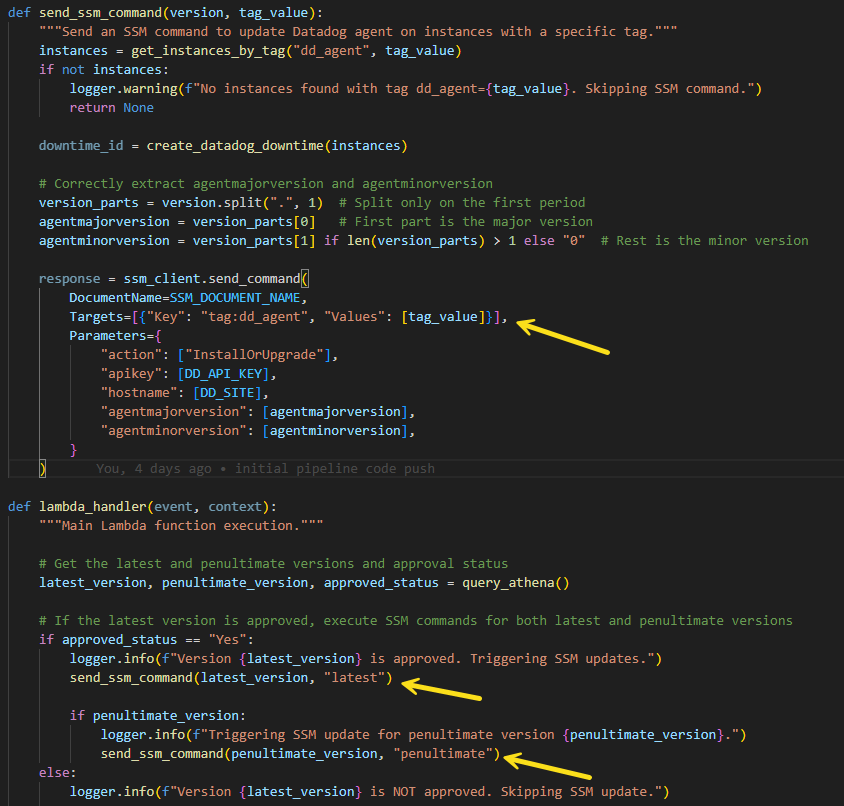 def send_ssm_command(version, tag_value):
    """Send an SSM command to update Datadog agent on instances with a specific tag."""
    instances = get_instances_by_tag("dd_agent", tag_value)
    if not instances:
        logger.warning(f"No instances found with tag dd_agent={tag_value}. Skipping SSM command.")
        return None

    downtime_id = create_datadog_downtime(instances)

    # Correctly extract agentmajorversion and agentminorversion
    version_parts = version.split(".", 1)  # Split only on the first period
    agentmajorversion = version_parts[0]   # First part is the major version
    agentminorversion = version_parts[1] if len(version_parts) > 1 else "0"  # Rest is the minor version

    response = ssm_client.send_command(
        DocumentName=SSM_DOCUMENT_NAME,
        Targets=[{"Key": "tag:dd_agent", "Values": [tag_value]}],
        Parameters={
            "action": ["InstallOrUpgrade"],
            "apikey": [DD_API_KEY],
            "hostname": [DD_SITE],
            "agentmajorversion": [agentmajorversion],
            "agentminorversion": [agentminorversion],
        }
    )      You, 4 days ago • initial pipeline code push

def lambda_handler(event, context):
    """Main Lambda function execution."""

    # Get the latest and penultimate versions and approval status
    latest_version, penultimate_version, approved_status = query_athena()

    # If the latest version is approved, execute SSM commands for both latest and penultimate versions
    if approved_status == "Yes":
        logger.info(f"Version {latest_version} is approved. Triggering SSM updates.")
        send_ssm_command(latest_version, "latest")

        if penultimate_version:
            logger.info(f"Triggering SSM update for penultimate version {penultimate_version}.")
            send_ssm_command(penultimate_version, "penultimate")
    else:
        logger.info(f"Version {latest_version} is NOT approved. Skipping SSM update.")